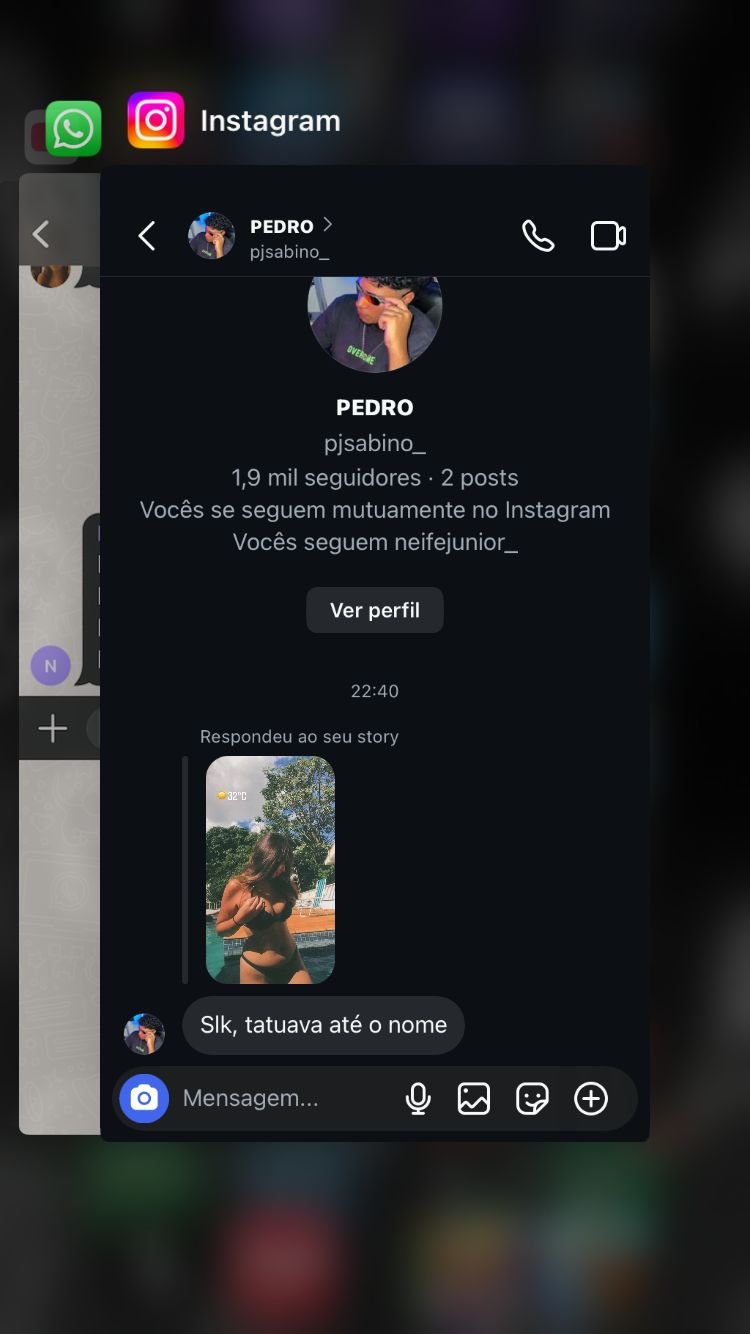 Instagram
PEDRO
pjsabino_
PEDRO
pjsabino_
1,9 mil seguidores · 2 posts
Vocês se seguem mutuamente no Instagram
Vocês seguem neifejunior_
Ver perfil
N
22:40
Respondeu ao seu story
32°C
Slk, tatuava até o nome
Mensagem...